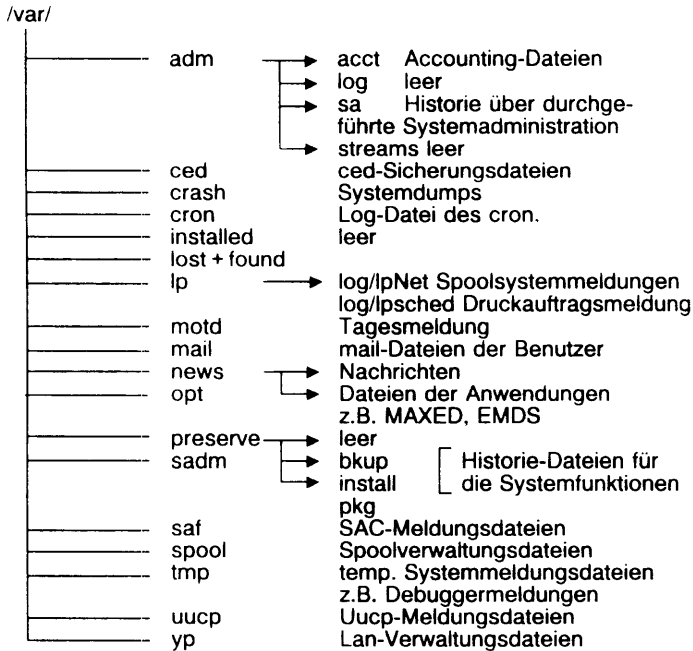 /var/
adm acct Accounting-Dateien
log leer
sa Historie über durchge-
führte Systemadministration
streams leer
ced ced-Sicherungsdateien
crash Systemdumps
cron Log-Datei des cron.
installed leer
lost + found
lp log/lpNet Spoolsystemmeldungen
log/lpsched Druckauftragsmeldung
motd Tagesmeldung
mail mail-Dateien der Benutzer
news Nachrichten
opt Dateien der Anwendungen
z.B. MAXED, EMDS
preserve leer
sadm bkup Historie-Dateien für
install die Systemfunktionen
pkg
saf SAC-Meldungsdateien
spool Spoolverwaltungsdateien
tmp temp. Systemmeldungsdateien
z.B. Debuggermeldungen
uucp Uucp-Meldungsdateien
yp Lan-Verwaltungsdateien